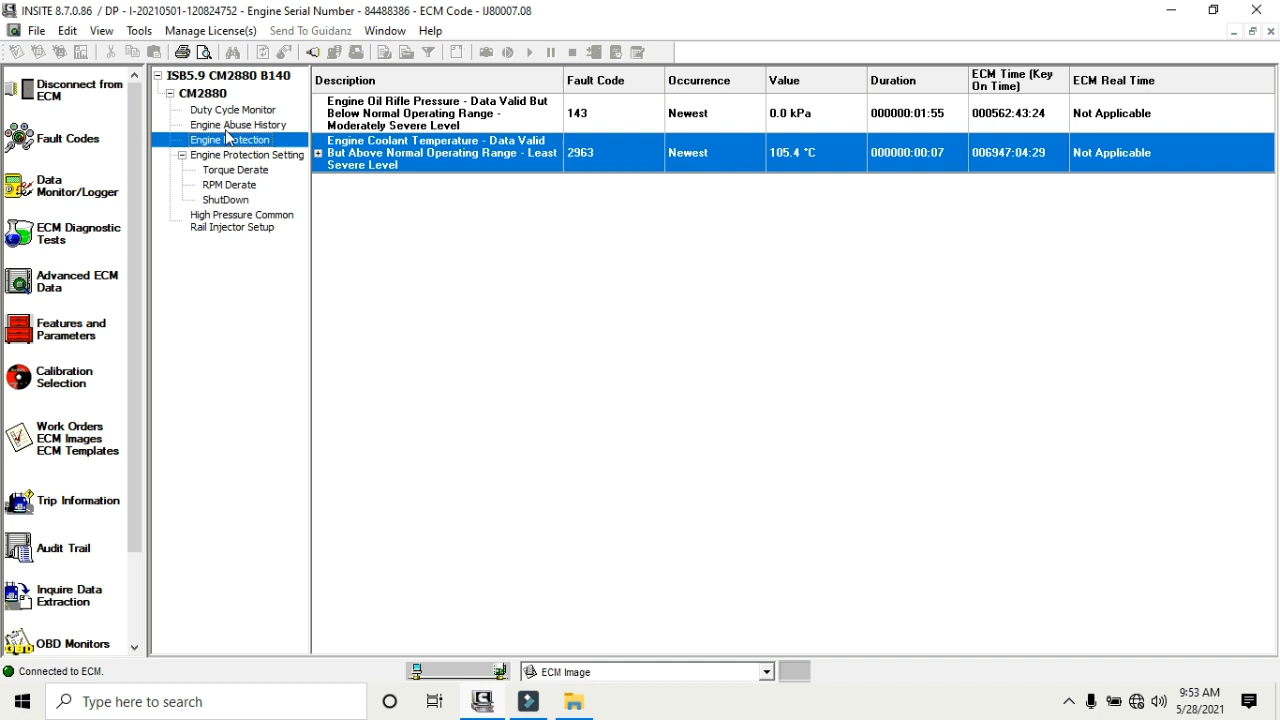 INSITE 8.7.0.86 / DP - I-20210501-120824752 - Engine Serial Number - 84488386 - ECM Code - IJ80007.08
File Edit View Tools Manage License(s) Send To Guidanz Window Help
Disconnect from
ECM
Fault Codes
Data
Monitor/Logger
ECM Diagnostic
Tests
Advanced ECM
Data
Features and
Parameters
Calibration
Selection
Work Orders
ECM Images
ECM Templates
Trip Information
Audit Trail
Inquire Data
Extraction
OBD Monitors
ISB5.9 CM2880 B140
CM2880
Duty Cycle Monitor
Engine Abuse History
Engine Protection
Engine Protection Setting
Torque Derate
RPM Derate
ShutDown
High Pressure Common
Rail Injector Setup
Description Fault Code Occurrence Value Duration ECM Time (Key
On Time) ECM Real Time
Engine Oil Rifle Pressure - Data Valid But
Below Normal Operating Range -
Moderately Severe Level
143 Newest 0.0 kPa 000000:01:55 000562:43:24 Not Applicable
Engine Coolant Temperature - Data Valid
But Above Normal Operating Range - Least
Severe Level
2963 Newest 105.4 °C 000000:00:07 006947:04:29 Not Applicable
Connected to ECM.
ECM Image
Type here to search
9:53 AM
5/28/2021